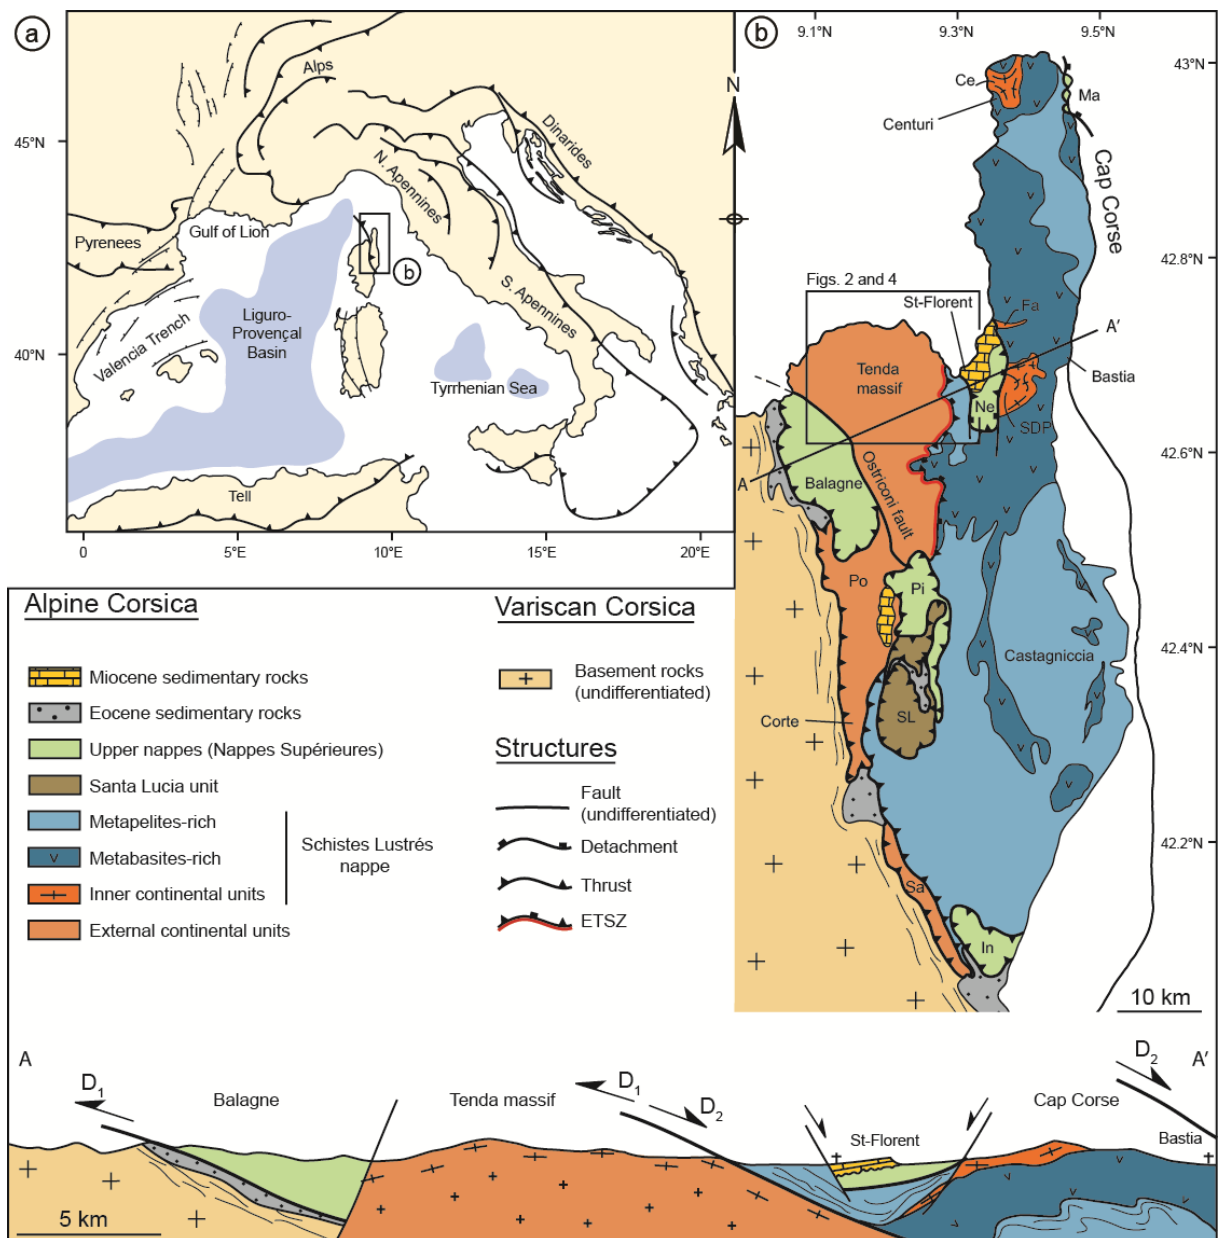 a
Alps
Dinarides
45°N
N. Apennines
Gulf of Lion
Pyrenees
b
S. Apennines
Liguro-
Provençal
Basin
Valencia Trench
40°N
Tyrrhenian Sea
Tell
0
5°E
10°E
15°E
20°E
N
b
9.1°N
9.3°N
9.5°N
43°N
Ce
Ma
Centuri
Cap Corse
42.8°N
Figs. 2 and 4
St-Florent
Fa
A′
Tenda
massif
Bastia
Ne
SDP
42.6°N
A
Balagne
Ostriconi fault
Po
Pi
42.4°N
Castagniccia
SL
Corte
42.2°N
Sa
In
10 km
Alpine Corsica
Miocene sedimentary rocks
Eocene sedimentary rocks
Upper nappes (Nappes Supérieures)
Santa Lucia unit
Metapelites-rich
Metabasites-rich
Inner continental units
Schistes Lustrés
nappe
External continental units
Variscan Corsica
Basement rocks
(undifferentiated)
Structures
Fault
(undifferentiated)
Detachment
Thrust
ETSZ
A
A′
D1
Balagne
Tenda massif
D1
D2
St-Florent
Cap Corse
D2
Bastia
5 km